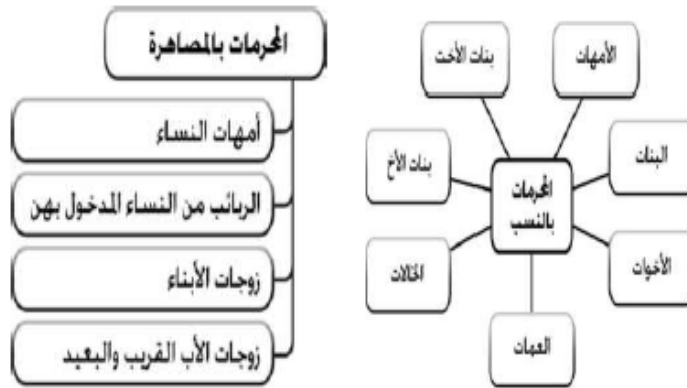 المحرمات بالنسب
الأمهات
البنات
الأخوات
العمات
الخالات
بنات الأخ
بنات الأخت
المحرمات بالمصاهرة
أمهات النساء
الربائب من النساء المدخول بهن
زوجات الأبناء
زوجات الأب القريب والبعيد